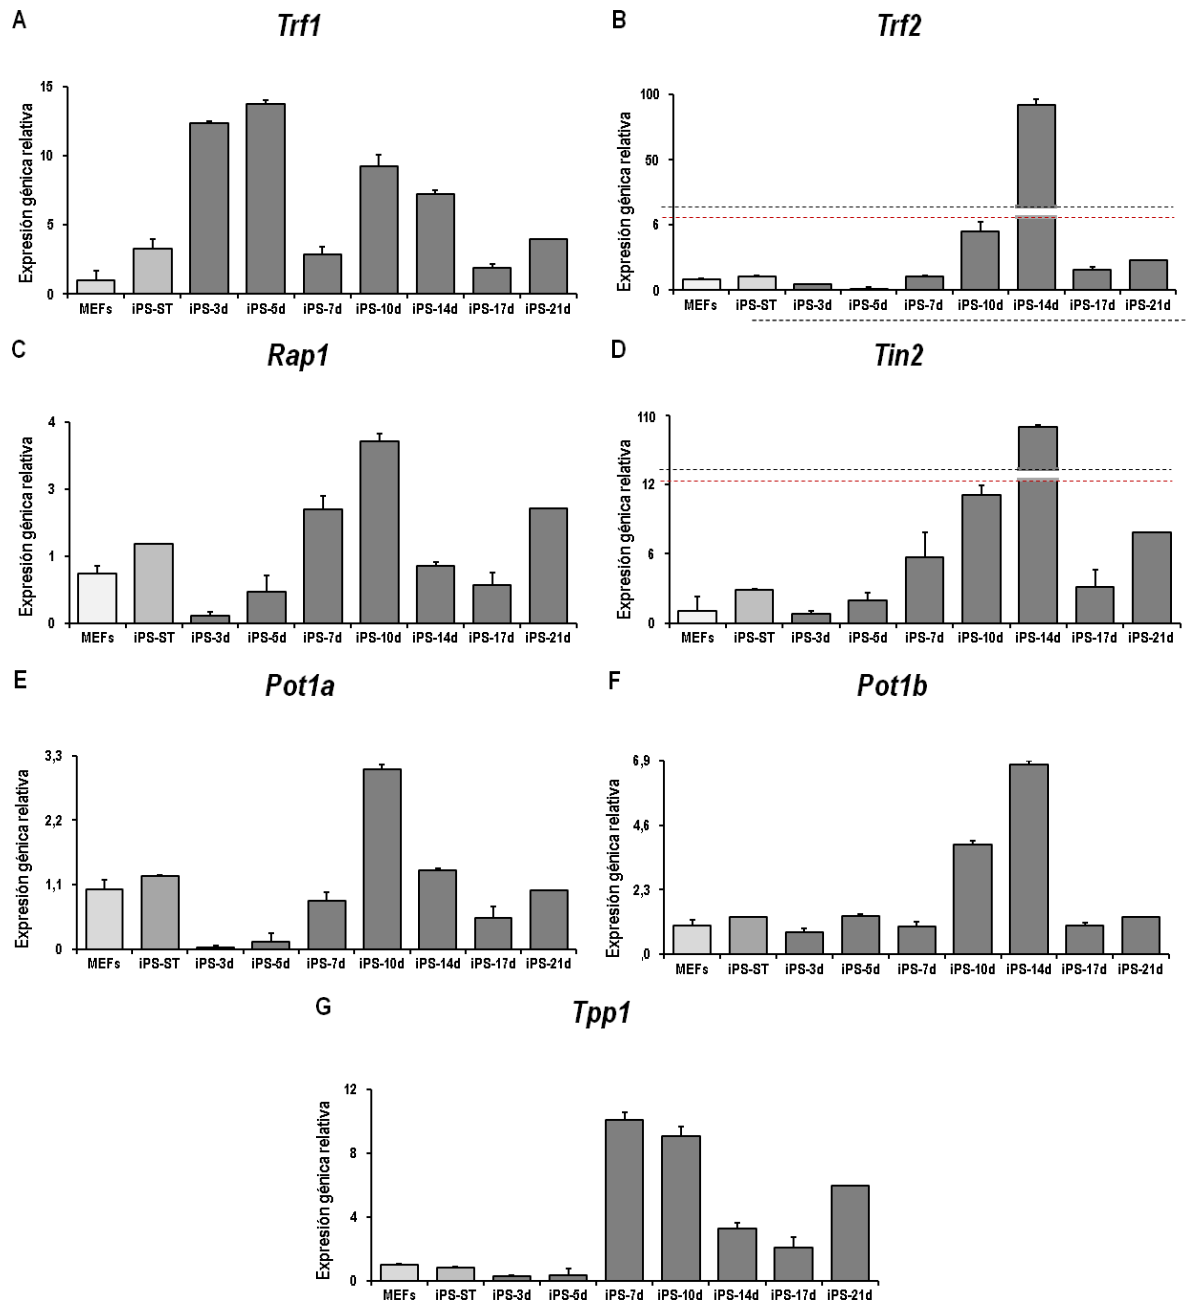 A
Trf1
Expresión génica relativa
15
10
5
0
MEFs iPS-ST iPS-3d iPS-5d iPS-7d iPS-10d iPS-14d iPS-17d iPS-21d
B
Trf2
Expresión génica relativa
100
50
6
0
MEFs iPS-ST iPS-3d iPS-5d iPS-7d iPS-10d iPS-14d iPS-17d iPS-21d
C
Rap1
Expresión génica relativa
4
3
1
0
MEFs iPS-ST iPS-3d iPS-5d iPS-7d iPS-10d iPS-14d iPS-17d iPS-21d
D
Tin2
Expresión génica relativa
110
12
6
0
MEFs iPS-ST iPS-3d iPS-5d iPS-7d iPS-10d iPS-14d iPS-17d iPS-21d
E
Pot1a
Expresión génica relativa
3,3
2,2
1,1
0
MEFs iPS-ST iPS-3d iPS-5d iPS-7d iPS-10d iPS-14d iPS-17d iPS-21d
F
Pot1b
Expresión génica relativa
6,9
4,6
2,3
,0
MEFs iPS-ST iPS-3d iPS-5d iPS-7d iPS-10d iPS-14d iPS-17d iPS-21d
G
Tpp1
Expresión génica relativa
12
8
4
0
MEFs iPS-ST iPS-3d iPS-5d iPS-7d iPS-10d iPS-14d iPS-17d iPS-21d